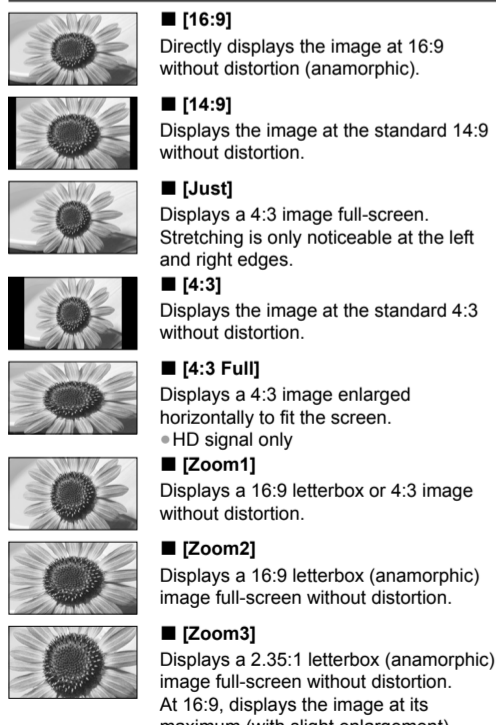 ■ [16:9]
Directly displays the image at 16:9
without distortion (anamorphic).
■ [14:9]
Displays the image at the standard 14:9
without distortion.
■ [Just]
Displays a 4:3 image full-screen.
Stretching is only noticeable at the left
and right edges.
■ [4:3]
Displays the image at the standard 4:3
without distortion.
■ [4:3 Full]
Displays a 4:3 image enlarged
horizontally to fit the screen.
●HD signal only
■ [Zoom1]
Displays a 16:9 letterbox or 4:3 image
without distortion.
■ [Zoom2]
Displays a 16:9 letterbox (anamorphic)
image full-screen without distortion.
■ [Zoom3]
Displays a 2.35:1 letterbox (anamorphic)
image full-screen without distortion.
At 16:9, displays the image at its
maximum (with slight enlargement)